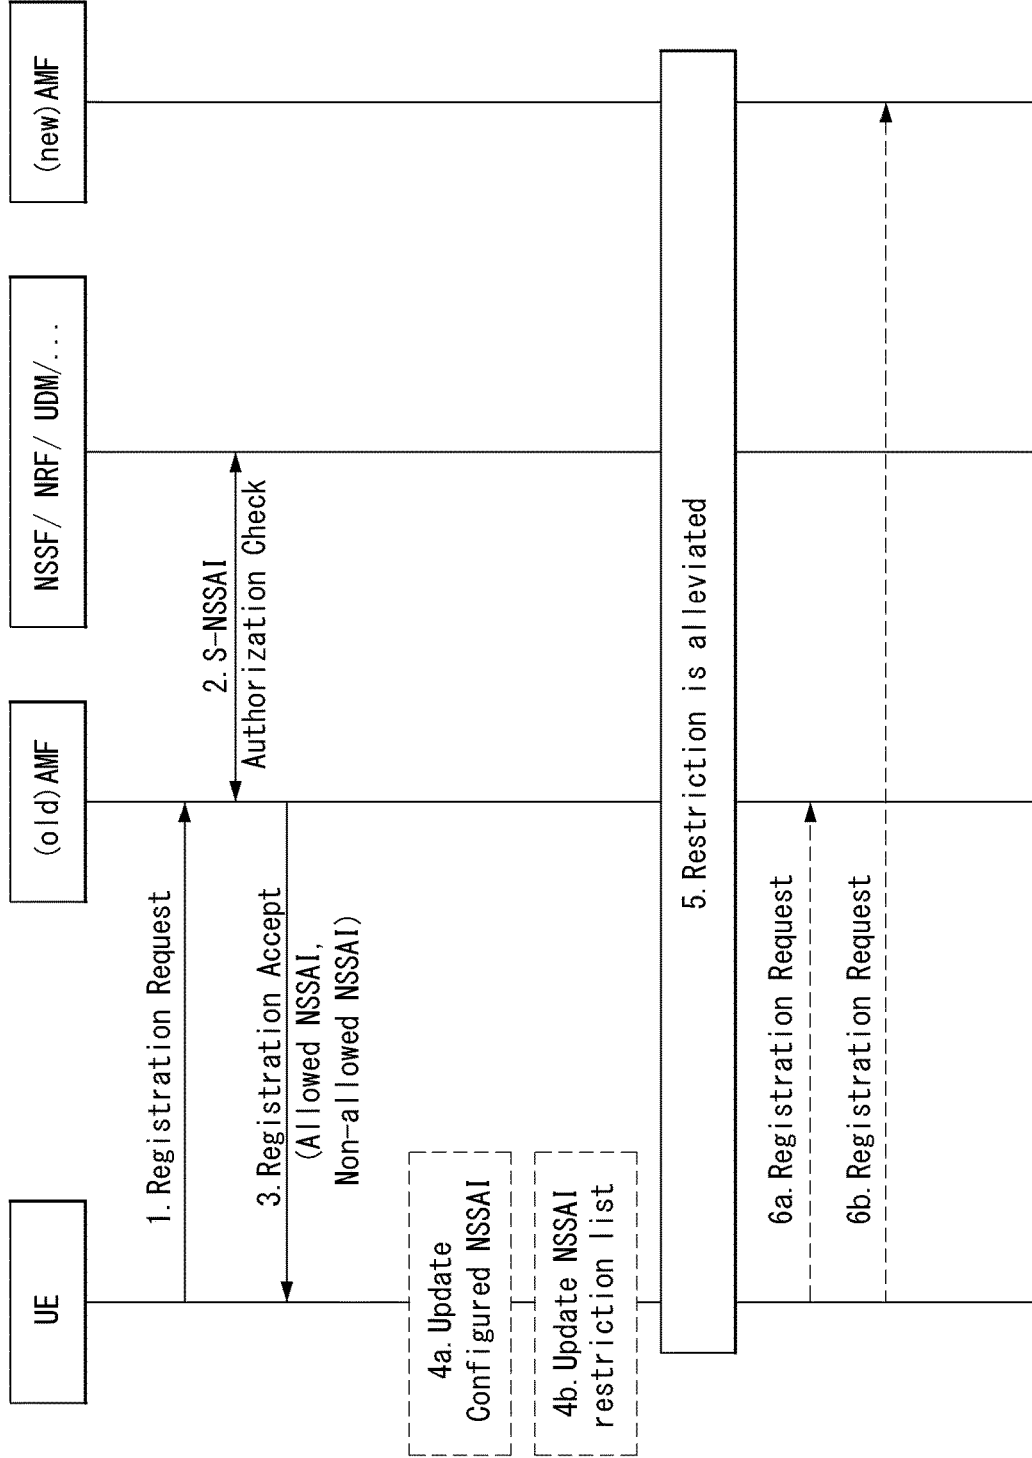 UE
(old)AMF
NSSF/ NRF/ UDM/...
(new)AMF
1. Registration Request
2. S-NSSAI
Authorization Check
3. Registration Accept
(Allowed NSSAI,
Non-allowed NSSAI)
4a. Update
Configured NSSAI
4b. Update NSSAI
restriction list
5. Restriction is alleviated
6a. Registration Request
6b. Registration Request